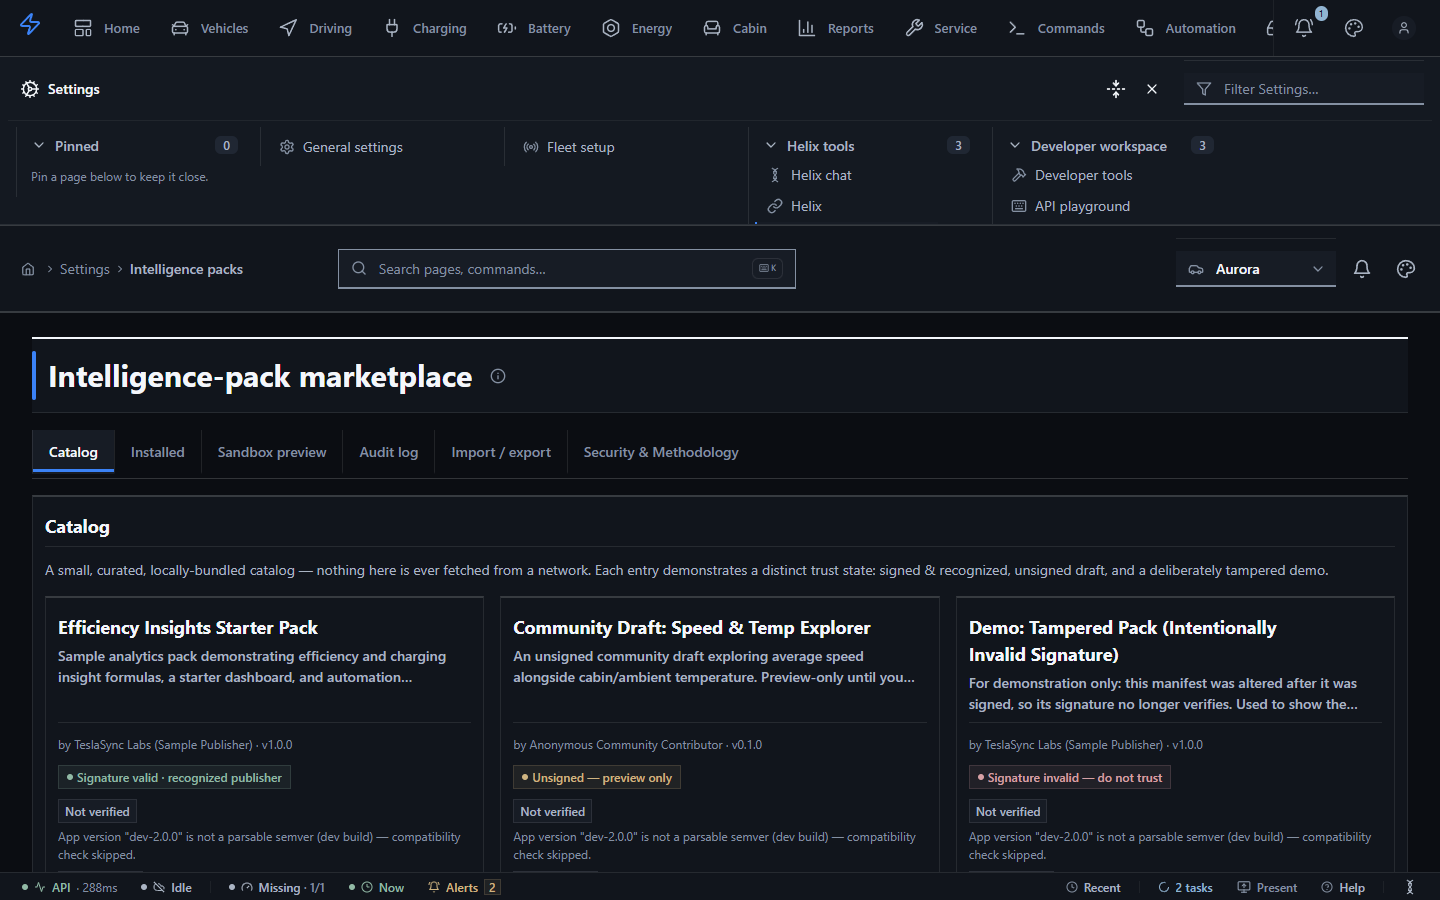 Home Vehicles Driving Charging Battery Energy Cabin Reports Service Commands Automation 1
Settings
Filter Settings...
Pinned 0
General settings
Fleet setup
Helix tools 3
Developer workspace 3
Pin a page below to keep it close.
Helix chat
Developer tools
Helix
API playground
Settings
Intelligence packs
Search pages, commands...
K
Aurora
Intelligence-pack marketplace
Catalog Installed Sandbox preview Audit log Import / export Security & Methodology
Catalog
A small, curated, locally-bundled catalog — nothing here is ever fetched from a network. Each entry demonstrates a distinct trust state: signed & recognized, unsigned draft, and a deliberately tampered demo.
Efficiency Insights Starter Pack
Sample analytics pack demonstrating efficiency and charging
insight formulas, a starter dashboard, and automation...
by TeslaSync Labs (Sample Publisher) · v1.0.0
Signature valid · recognized publisher
Not verified
App version "dev-2.0.0" is not a parsable semver (dev build) — compatibility
check skipped.
Community Draft: Speed & Temp Explorer
An unsigned community draft exploring average speed
alongside cabin/ambient temperature. Preview-only until you...
by Anonymous Community Contributor · v0.1.0
Unsigned — preview only
Not verified
App version "dev-2.0.0" is not a parsable semver (dev build) — compatibility
check skipped.
Demo: Tampered Pack (Intentionally
Invalid Signature)
For demonstration only: this manifest was altered after it was
signed, so its signature no longer verifies. Used to show the...
by TeslaSync Labs (Sample Publisher) · v1.0.0
Signature invalid — do not trust
Not verified
App version "dev-2.0.0" is not a parsable semver (dev build) — compatibility
check skipped.
API · 288ms Idle Missing · 1/1 Now Alerts 2 Recent 2 tasks Present Help